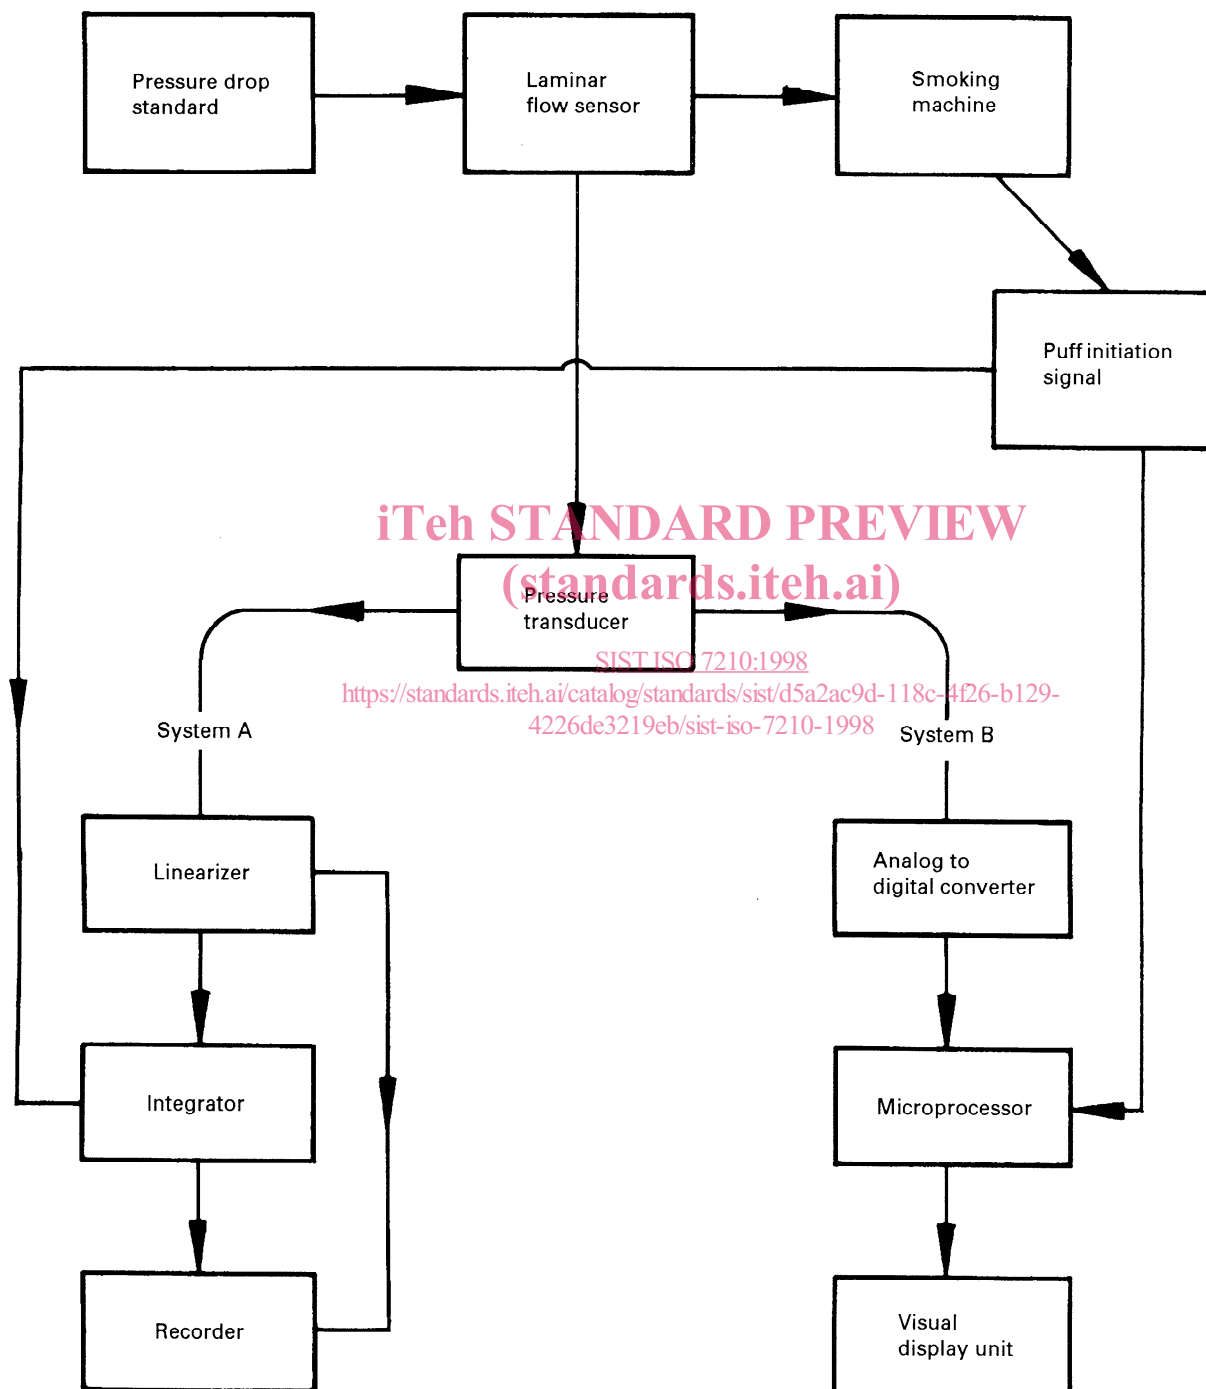 Pressure drop
standard
Laminar
flow sensor
Smoking
machine
Puff initiation
signal
iTeh STANDARD PREVIEW
(standards.iteh.ai)
Pressure
transducer
SIST ISO 7210:1998
https://standards.iteh.ai/catalog/standards/sist/d5a2ac9d-118c-4f26-b129-
4226de3219eb/sist-iso-7210-1998
System A
System B
Linearizer
Analog to
digital converter
Integrator
Microprocessor
Recorder
Visual
display unit